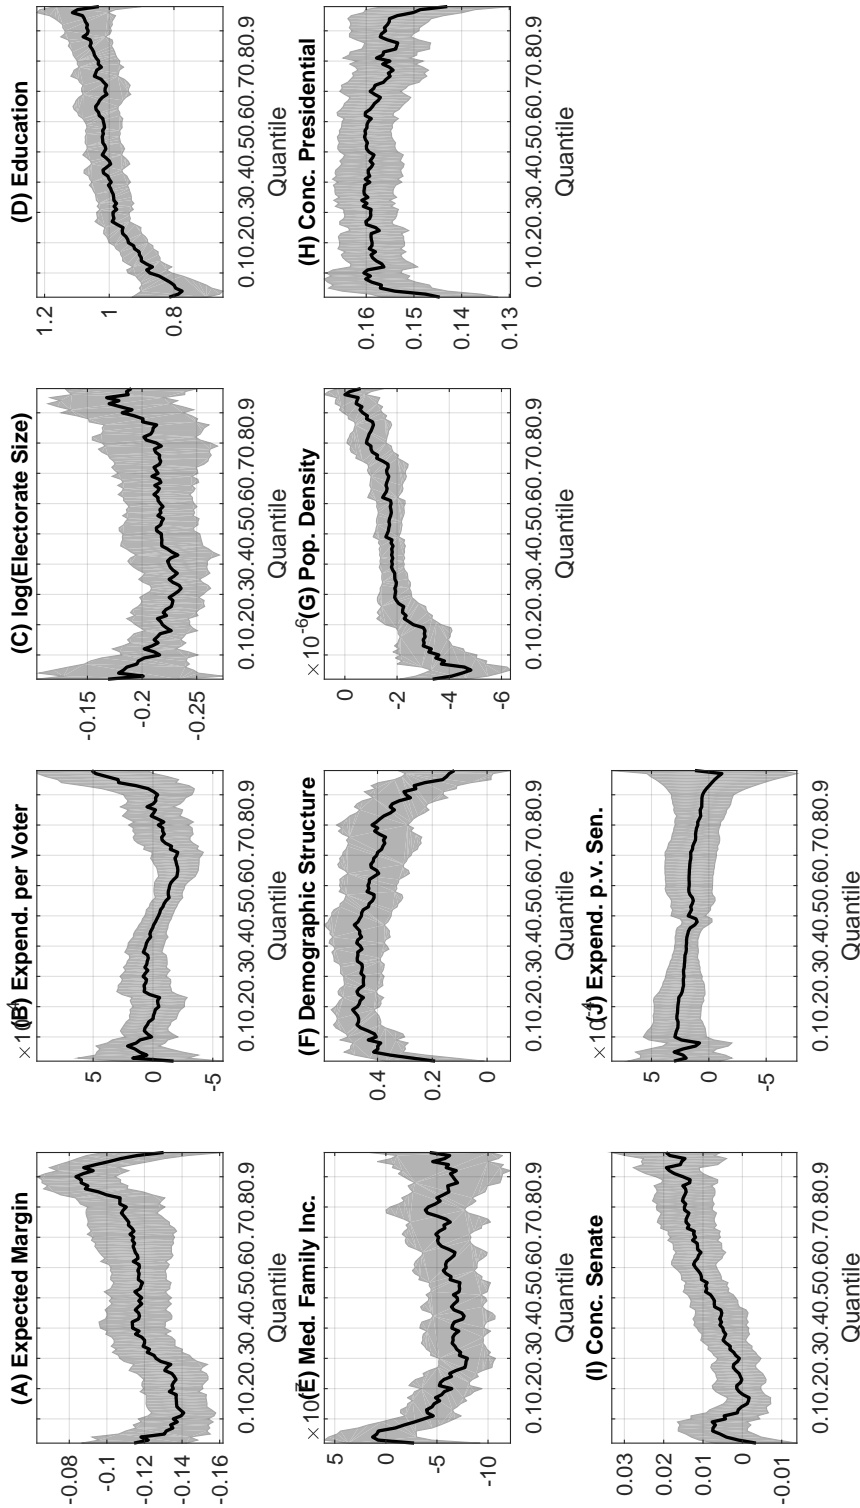 (A) Expected Margin
-0.08
-0.1
-0.12
-0.14
-0.16
0.10.20.30.40.50.60.70.80.9
Quantile
(B) Expend. per Voter
5
0
-5
0.10.20.30.40.50.60.70.80.9
Quantile
(C) log(Electorate Size)
-0.15
-0.2
-0.25
0.10.20.30.40.50.60.70.80.9
Quantile
(D) Education
1.2
1
0.8
0.10.20.30.40.50.60.70.80.9
Quantile
(E) Med. Family Inc.
5
0
-5
-10
0.10.20.30.40.50.60.70.80.9
Quantile
(F) Demographic Structure
0.4
0.2
0
0.10.20.30.40.50.60.70.80.9
Quantile
×10-6(G) Pop. Density
0
-2
-4
-6
0.10.20.30.40.50.60.70.80.9
Quantile
(H) Conc. Presidential
0.16
0.15
0.14
0.13
0.10.20.30.40.50.60.70.80.9
Quantile
(I) Conc. Senate
0.03
0.02
0.01
0
-0.01
0.10.20.30.40.50.60.70.80.9
Quantile
(J) Expend. p.v. Sen.
5
0
-5
0.10.20.30.40.50.60.70.80.9
Quantile